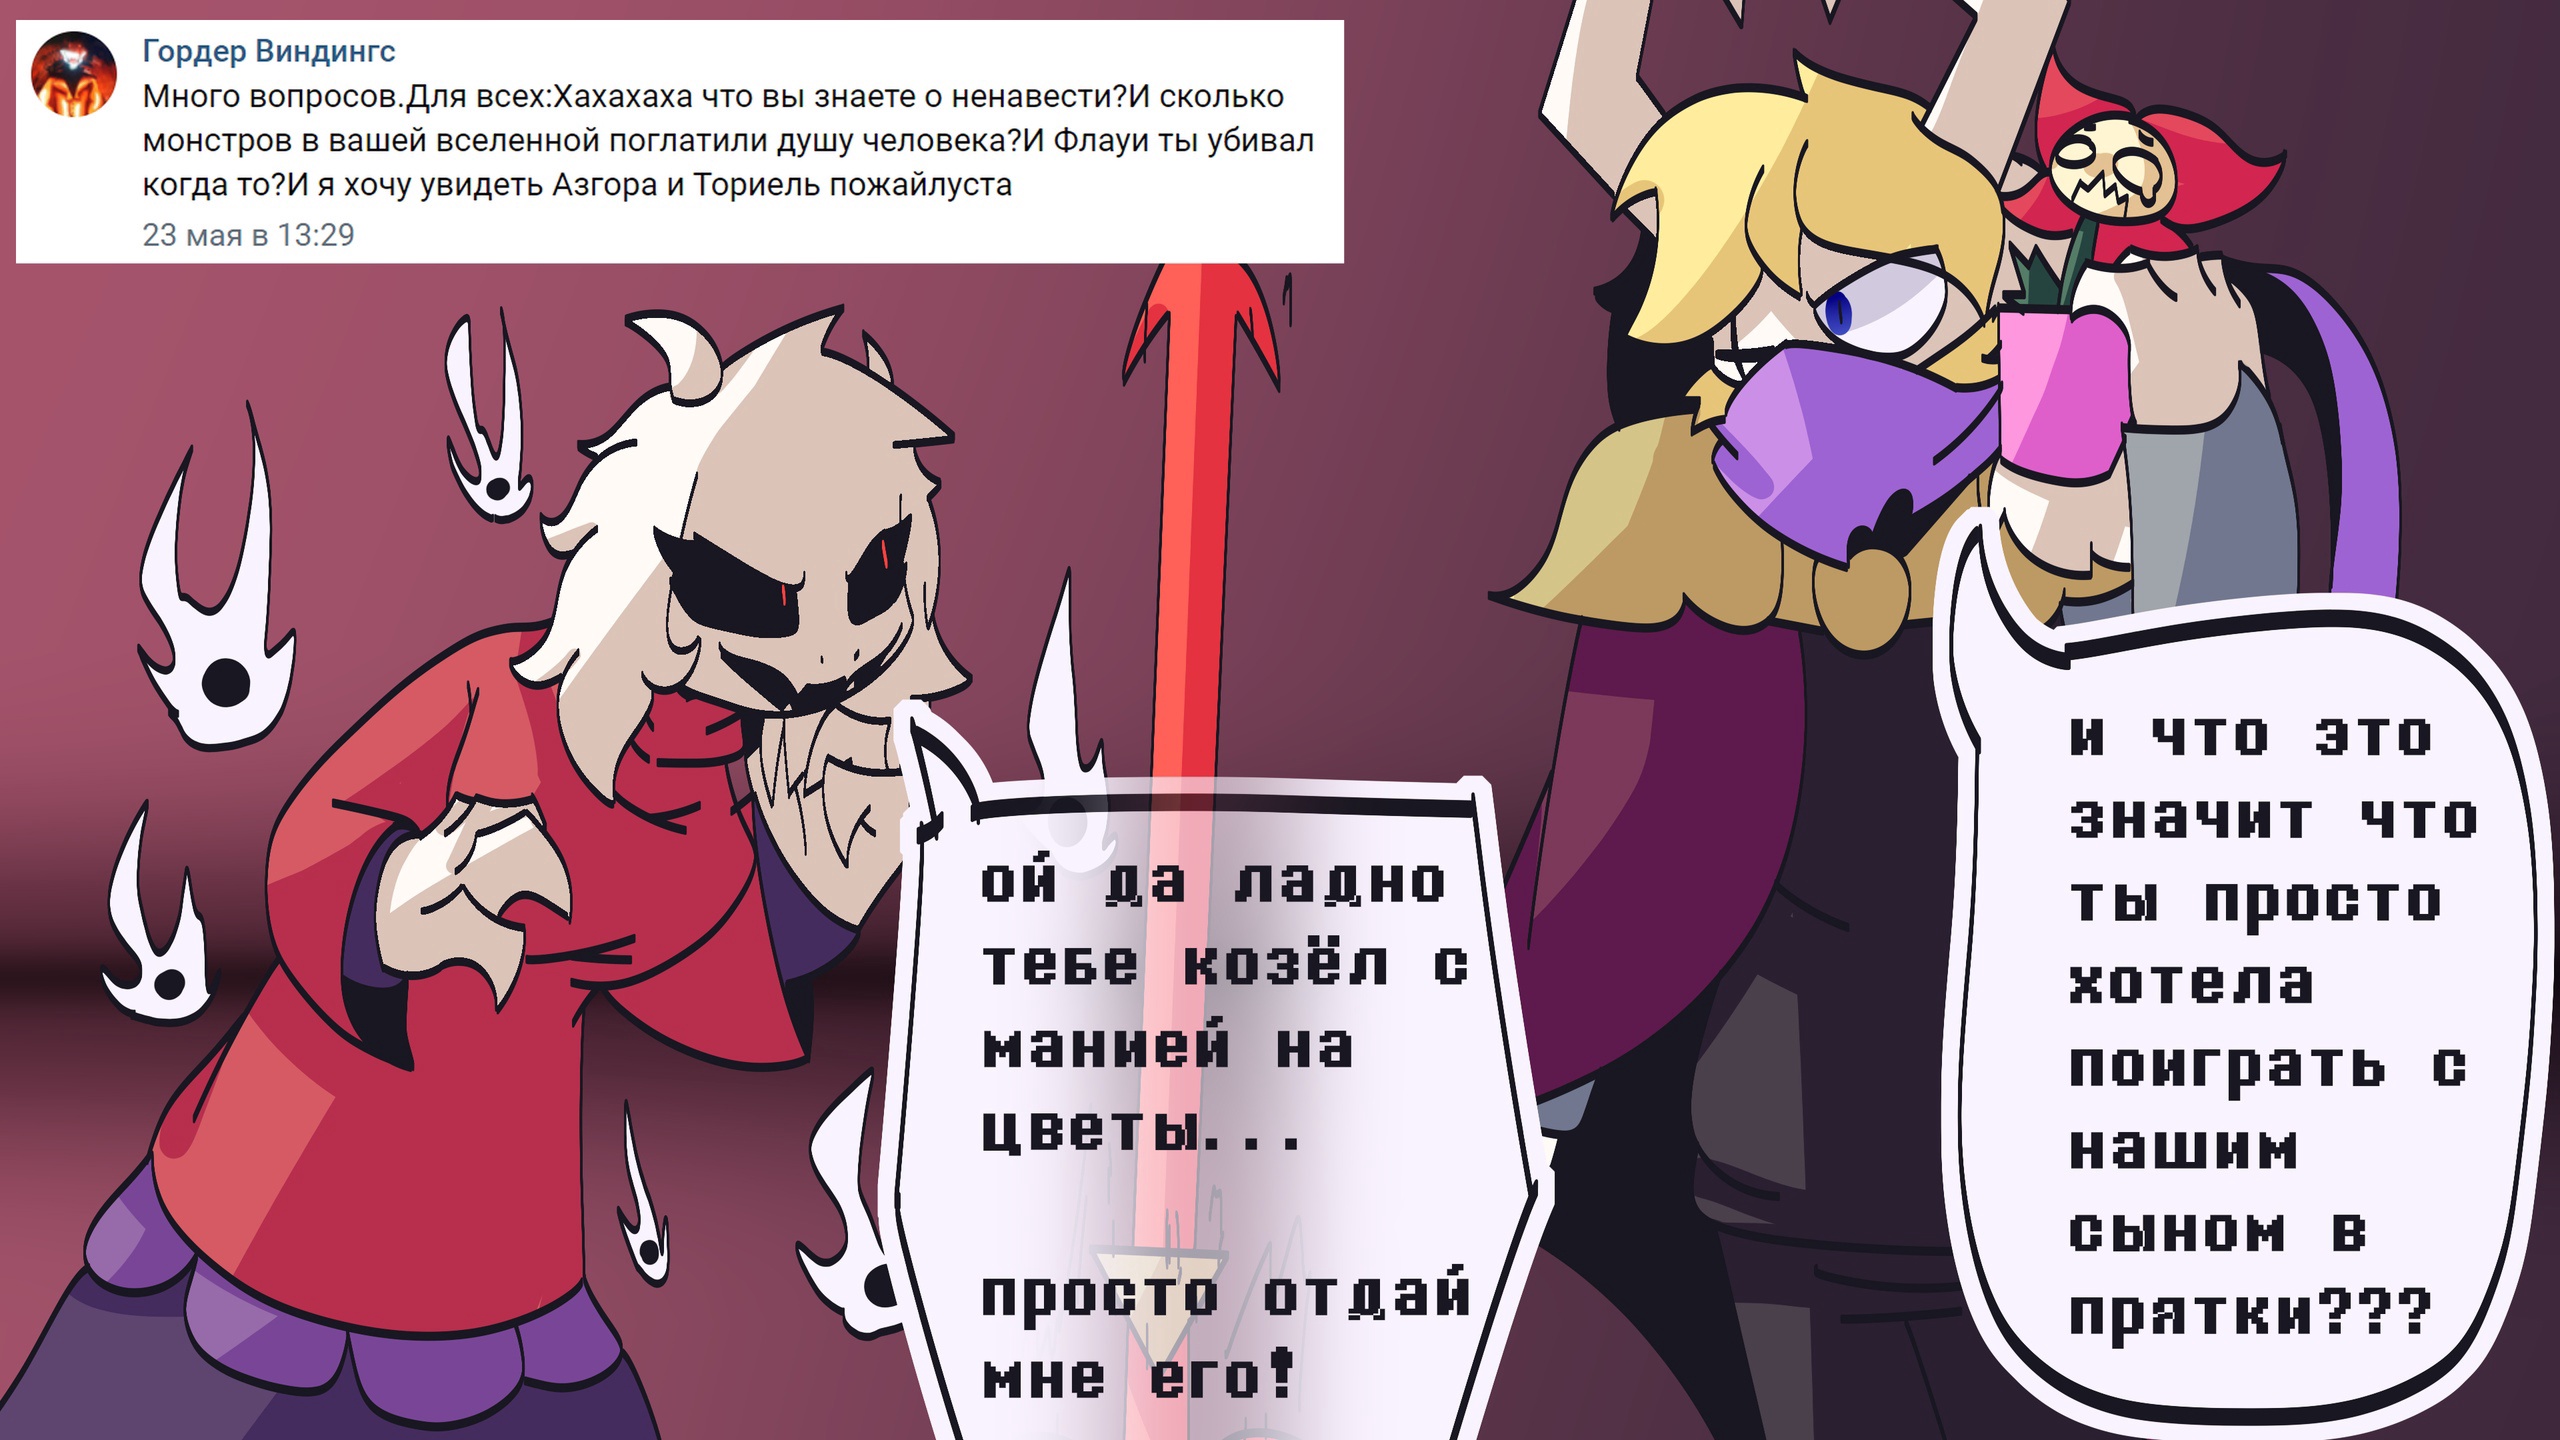 Гордер Виндингс
Много вопросов.Для всех:Хахахаха что вы знаете о ненавести?И сколько
монстров в вашей вселенной поглатили душу человека?И Флауи ты убивал
когда то?И я хочу увидеть Азгора и Ториель пожайлуста
23 мая в 13:29
ой да ладно
тебе козёл с
манией на
цветы...
просто отдай
мне его!
и что это
значит что
ты просто
хотела
поиграть с
нашим
сыном в
прятки???